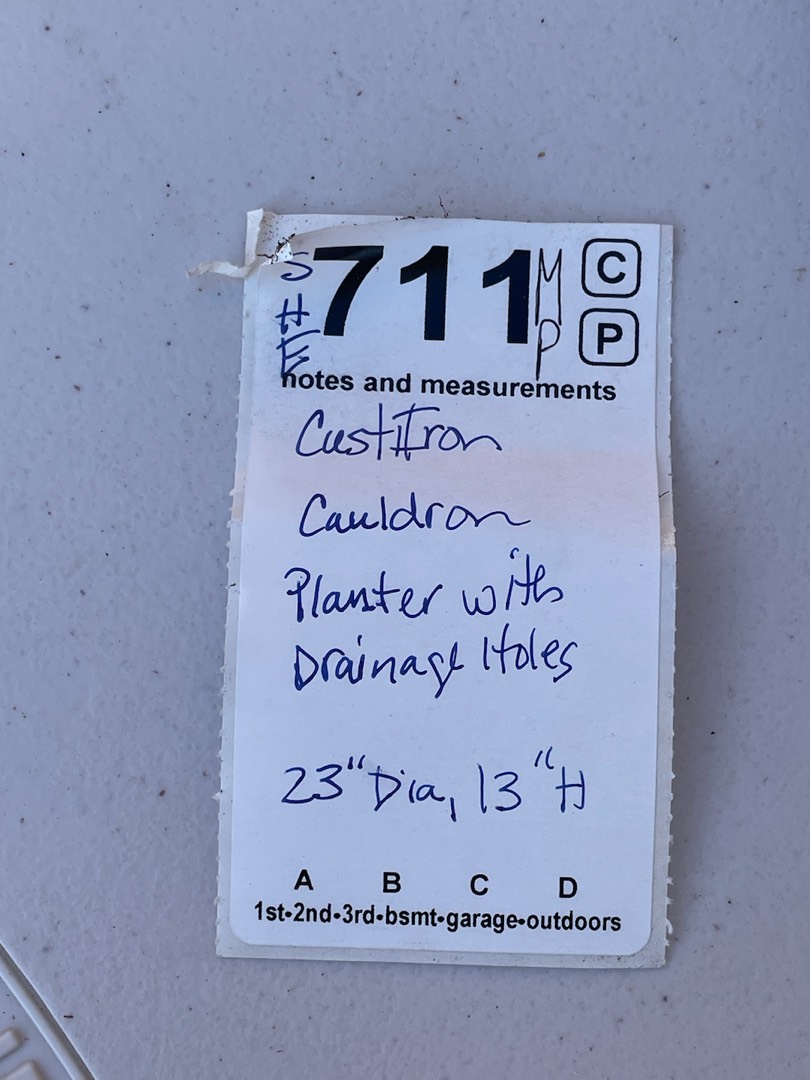 SHE 711 MP C
P
notes and measurements
Cast Iron
Cauldron
Planter with
Drainage Holes
23" Dia, 13" H
A B C D
1st•2nd•3rd•bsmt•garage•outdoors